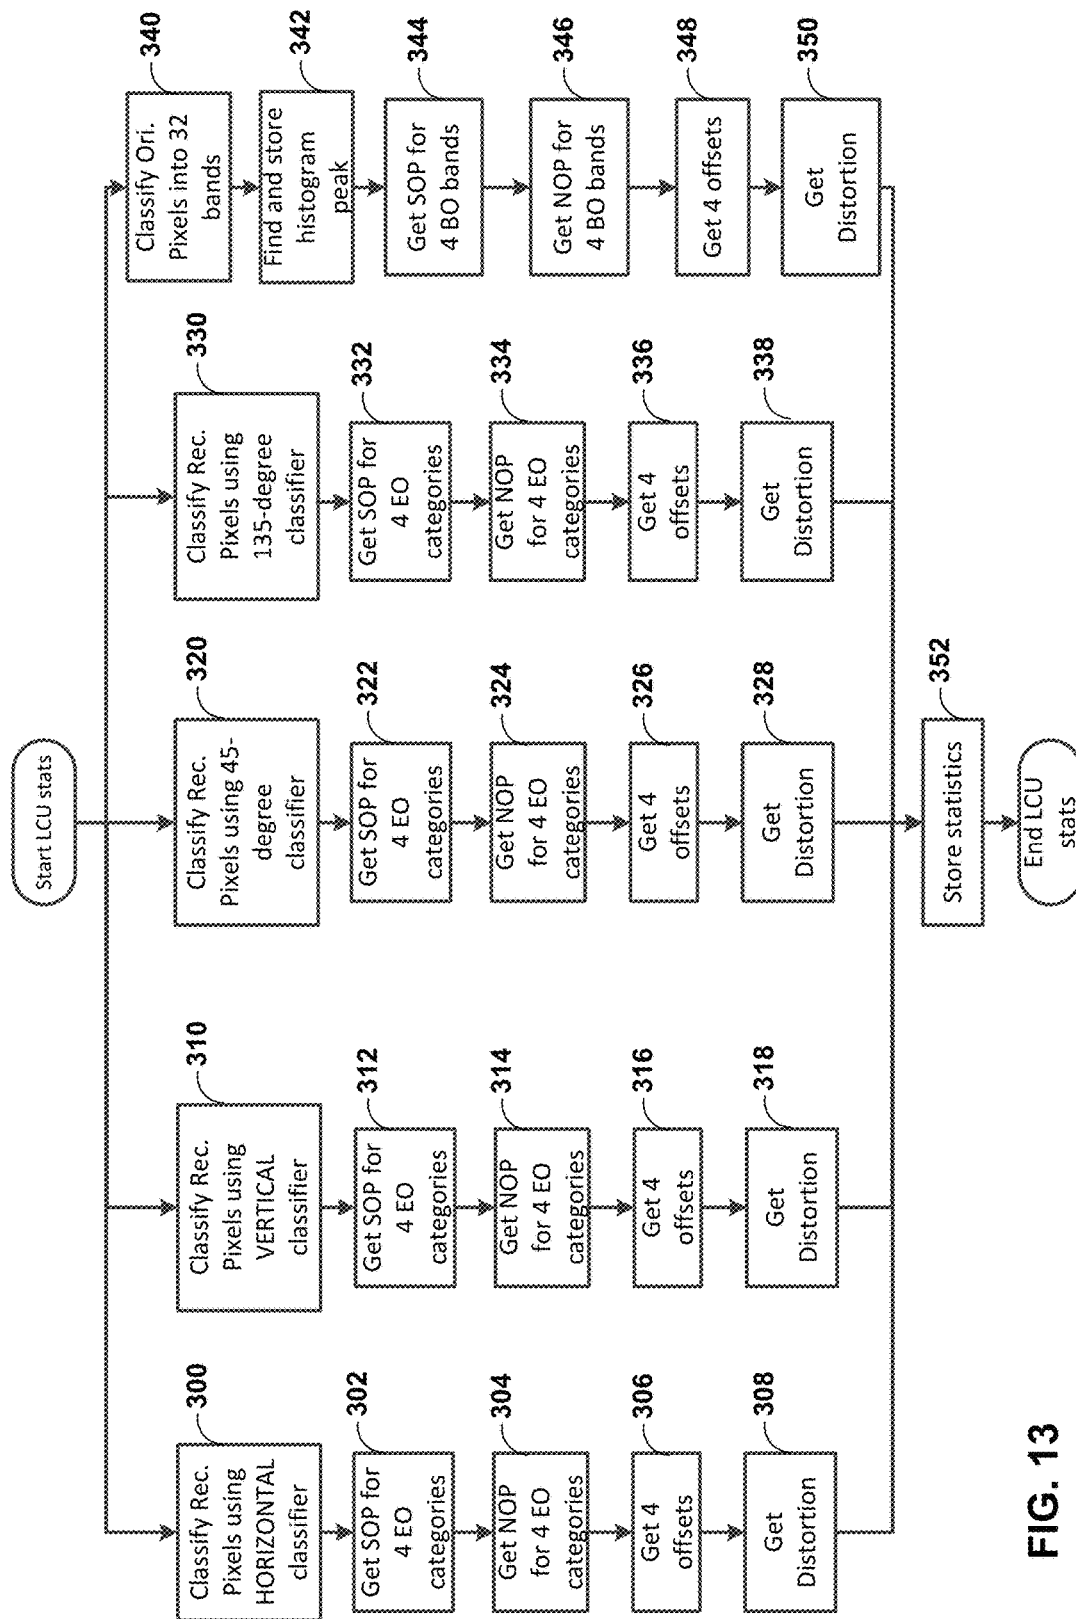 Start LCU stats
300
Classify Rec.
Pixels using
HORIZONTAL
classifier
302
Get SOP for
4 EO
categories
304
Get NOP
for 4 EO
categories
306
Get 4
offsets
308
Get
Distortion
310
Classify Rec.
Pixels using
VERTICAL
classifier
312
Get SOP for
4 EO
categories
314
Get NOP
for 4 EO
categories
316
Get 4
offsets
318
Get
Distortion
320
Classify Rec.
Pixels using 45-
degree
classifier
322
Get SOP for
4 EO
categories
324
Get NOP
for 4 EO
categories
326
Get 4
offsets
328
Get
Distortion
330
Classify Rec.
Pixels using
135-degree
classifier
332
Get SOP for
4 EO
categories
334
Get NOP
for 4 EO
categories
336
Get 4
offsets
338
Get
Distortion
340
Classify Ori.
Pixels into 32
bands
342
Find and store
histogram
peak
344
Get SOP for
4 BO bands
346
Get NOP for
4 BO bands
348
Get 4 offsets
350
Get
Distortion
352
Store statistics
End LCU
stats
FIG. 13